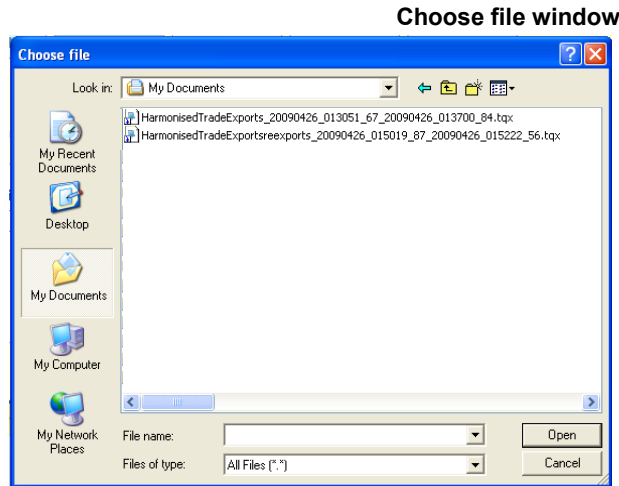 Choose file window
Choose file
Look in:
My Documents
HarmonisedTradeExports_20090426_013051_67_20090426_013700_84.tqx
HarmonisedTradeExportsreexports_20090426_015019_87_20090426_015222_56.tqx
My Recent
Documents
Desktop
My Documents
My Computer
My Network
Places
File name:
Open
Files of type:
All Files (*.*)
Cancel